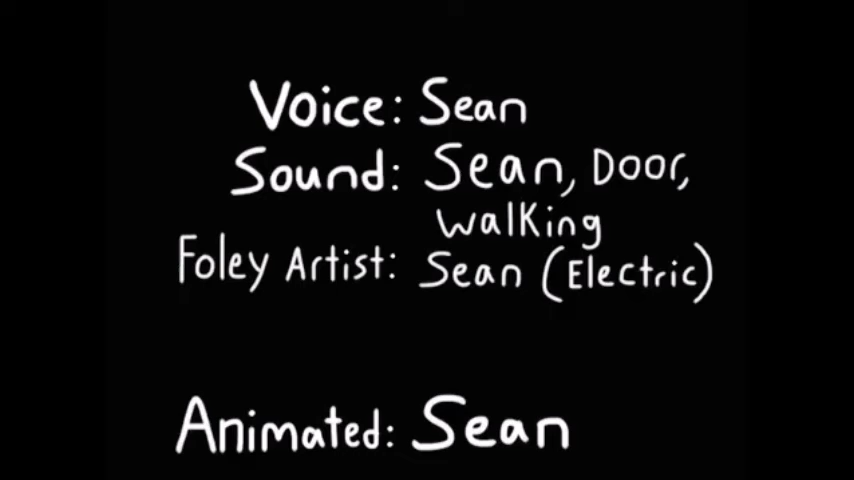 Voice: Sean
Sound: Sean, Door,
walking
Foley Artist: Sean (Electric)
Animated: Sean